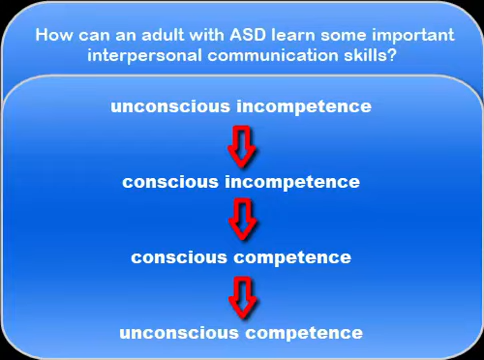 How can an adult with ASD learn some important
interpersonal communication skills?
unconscious incompetence
conscious incompetence
conscious competence
unconscious competence